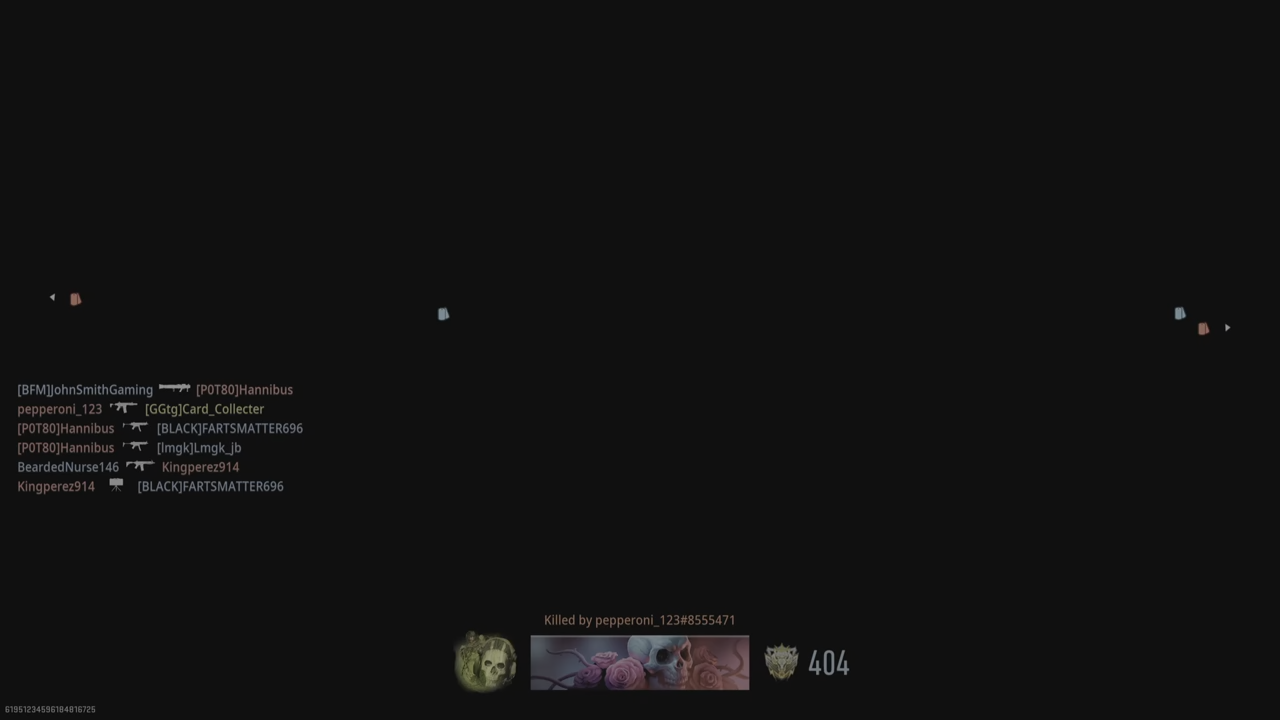 [BFM]JohnSmithGaming [P0T80]Hannibus
pepperoni_123 [GGtg]Card_Collecter
[P0T80]Hannibus [BLACK]FARTSMATTER696
[P0T80]Hannibus [lmgk]Lmgk_jb
BeardedNurse146 Kingperez914
Kingperez914 [BLACK]FARTSMATTER696
Killed by pepperoni_123#8555471
404
61951234596184816725